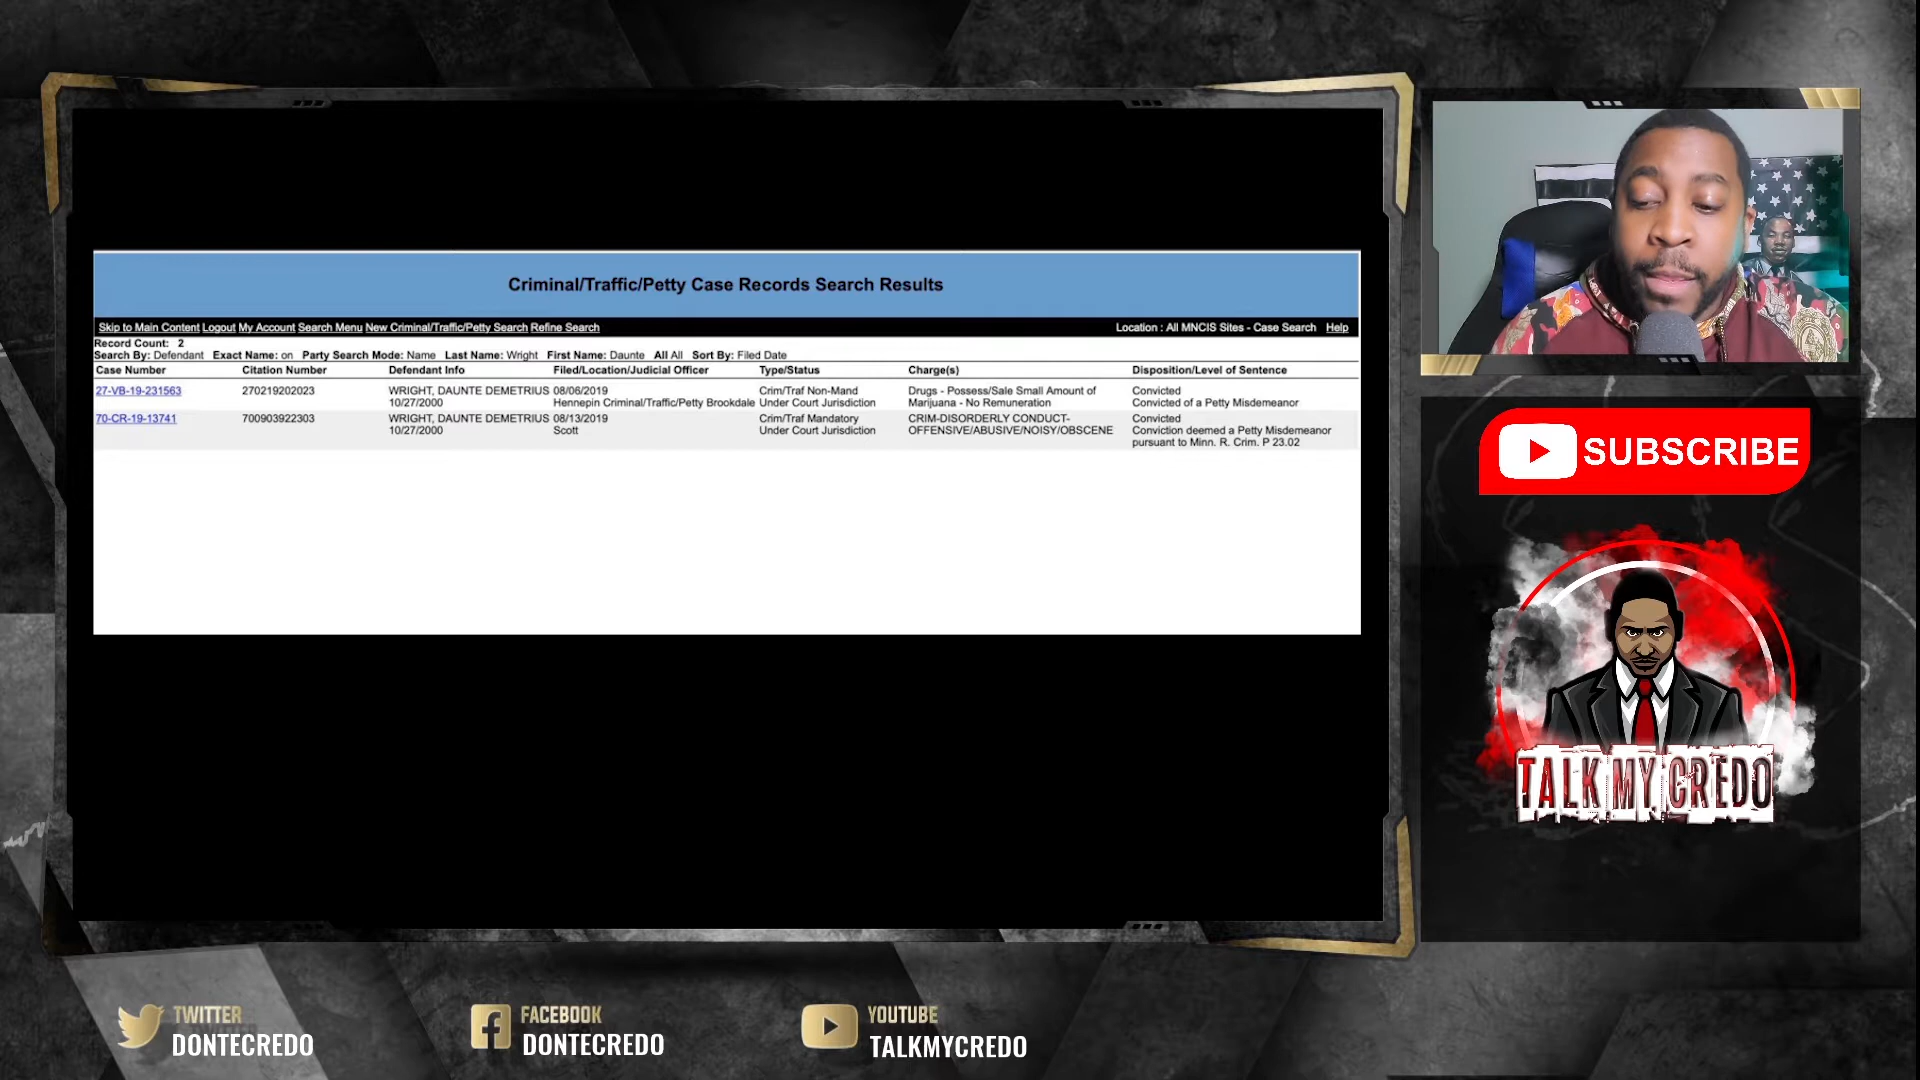 Criminal/Traffic/Petty Case Records Search Results
Skip to Main Content Logout My Account Search Menu New Criminal/Traffic/Petty Search Refine Search Location : All MNCIS Sites - Case Search Help
Record Count: 2
Search By: Defendant Exact Name: on Party Search Mode: Name Last Name: Wright First Name: Daunte All All Sort By: Filed Date
Case Number Citation Number Defendant Info Filed/Location/Judicial Officer Type/Status Charge(s) Disposition/Level of Sentence
27-VB-19-231563 270219202023 WRIGHT, DAUNTE DEMETRIUS 08/06/2019 Crim/Traf Non-Mand Drugs - Possess/Sale Small Amount of Convicted
10/27/2000 Hennepin Criminal/Traffic/Petty Brookdale Under Court Jurisdiction Marijuana - No Remuneration Convicted of a Petty Misdemeanor
70-CR-19-13741 700903922303 WRIGHT, DAUNTE DEMETRIUS 08/13/2019 Crim/Traf Mandatory CRIM-DISORDERLY CONDUCT- Convicted
10/27/2000 Scott Under Court Jurisdiction OFFENSIVE/ABUSIVE/NOISY/OBSCENE Conviction deemed a Petty Misdemeanor
pursuant to Minn. R. Crim. P 23.02
SUBSCRIBE
TALK MY CREDO
TWITTER
DONTECREDO
FACEBOOK
DONTECREDO
YOUTUBE
TALKMYCREDO